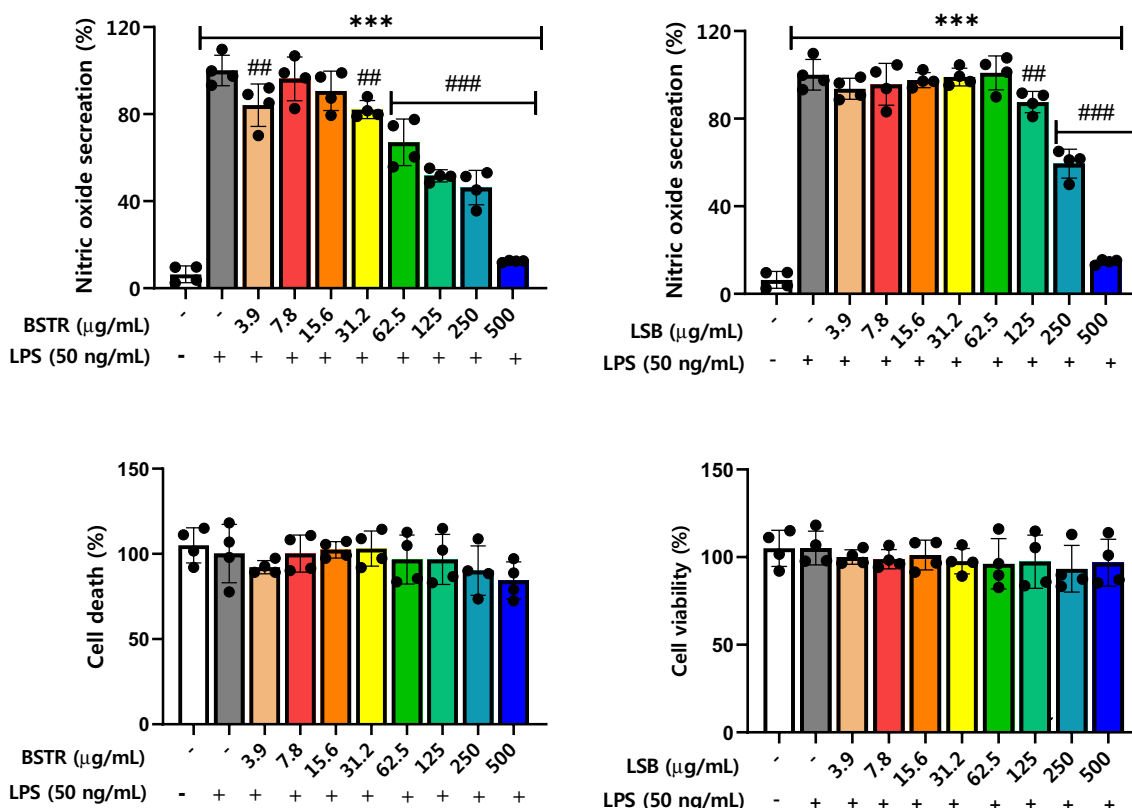 ***
120
##
##
###
80
40
0
Nitric oxide secreation (%)
BSTR (μg/mL) - - 3.9 7.8 15.6 31.2 62.5 125 250 500
LPS (50 ng/mL) - + + + + + + + + +
***
120
##
###
80
40
0
Nitric oxide secreation (%)
LSB (μg/mL) - - 3.9 7.8 15.6 31.2 62.5 125 250 500
LPS (50 ng/mL) - + + + + + + + + +
150
100
50
0
Cell death (%)
BSTR (μg/mL) - - 3.9 7.8 15.6 31.2 62.5 125 250 500
LPS (50 ng/mL) - + + + + + + + + +
150
100
50
0
Cell viability (%)
LSB (μg/mL) - - 3.9 7.8 15.6 31.2 62.5 125 250 500
LPS (50 ng/mL) - + + + + + + + + +